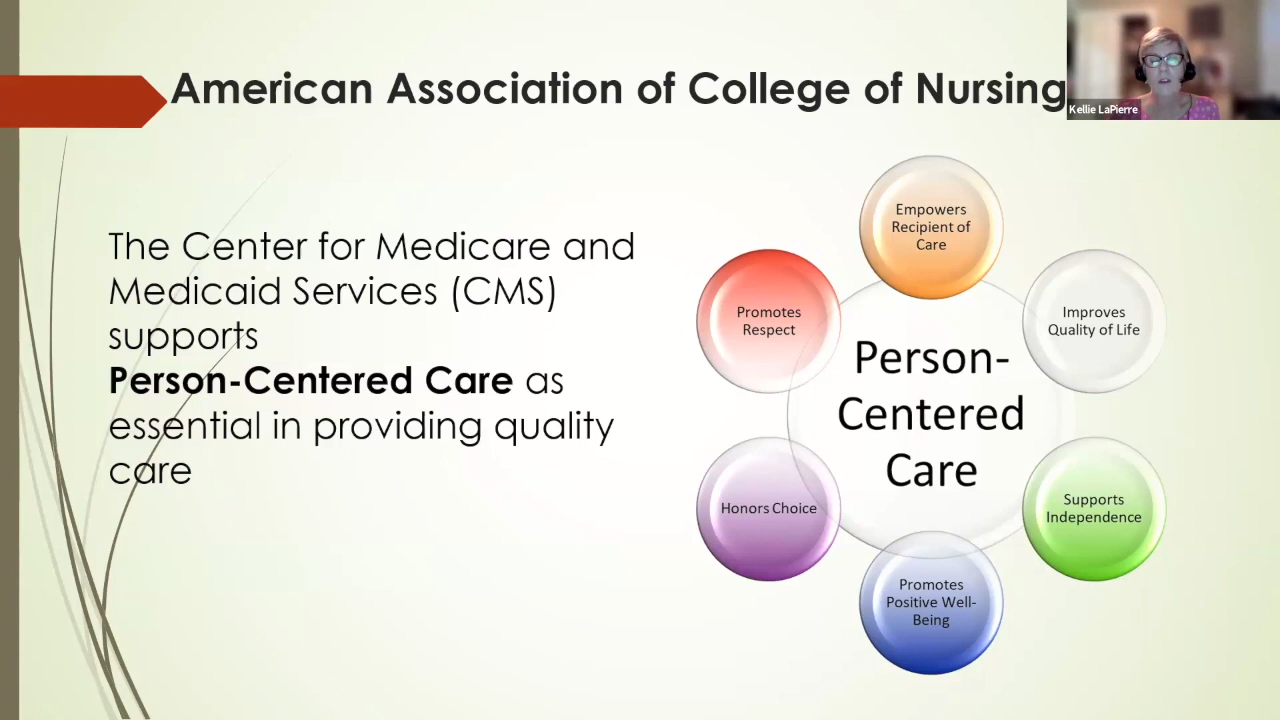 American Association of College of Nursing
Kellie LaPierre
The Center for Medicare and
Medicaid Services (CMS)
supports
Person-Centered Care as
essential in providing quality
care
Empowers
Recipient of
Care
Promotes
Respect
Improves
Quality of Life
Person-
Centered
Care
Honors Choice
Supports
Independence
Promotes
Positive Well-
Being